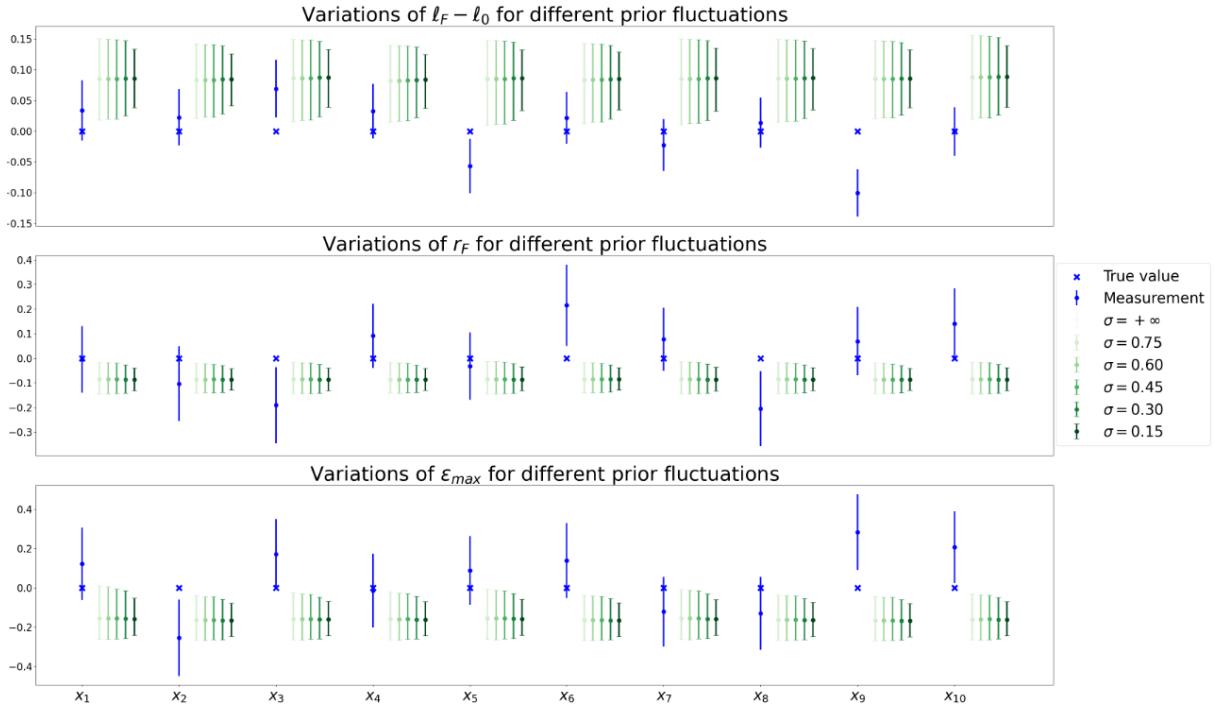 Variations of ℓ_F − ℓ_0 for different prior fluctuations
0.15
0.10
0.05
0.00
-0.05
-0.10
-0.15
Variations of r_F for different prior fluctuations
0.4
0.3
0.2
0.1
0.0
−0.1
−0.2
−0.3
True value
Measurement
σ = + ∞
σ = 0.75
σ = 0.60
σ = 0.45
σ = 0.30
σ = 0.15
Variations of ε_max for different prior fluctuations
0.4
0.2
0.0
−0.2
−0.4
x_1 x_2 x_3 x_4 x_5 x_6 x_7 x_8 x_9 x_10